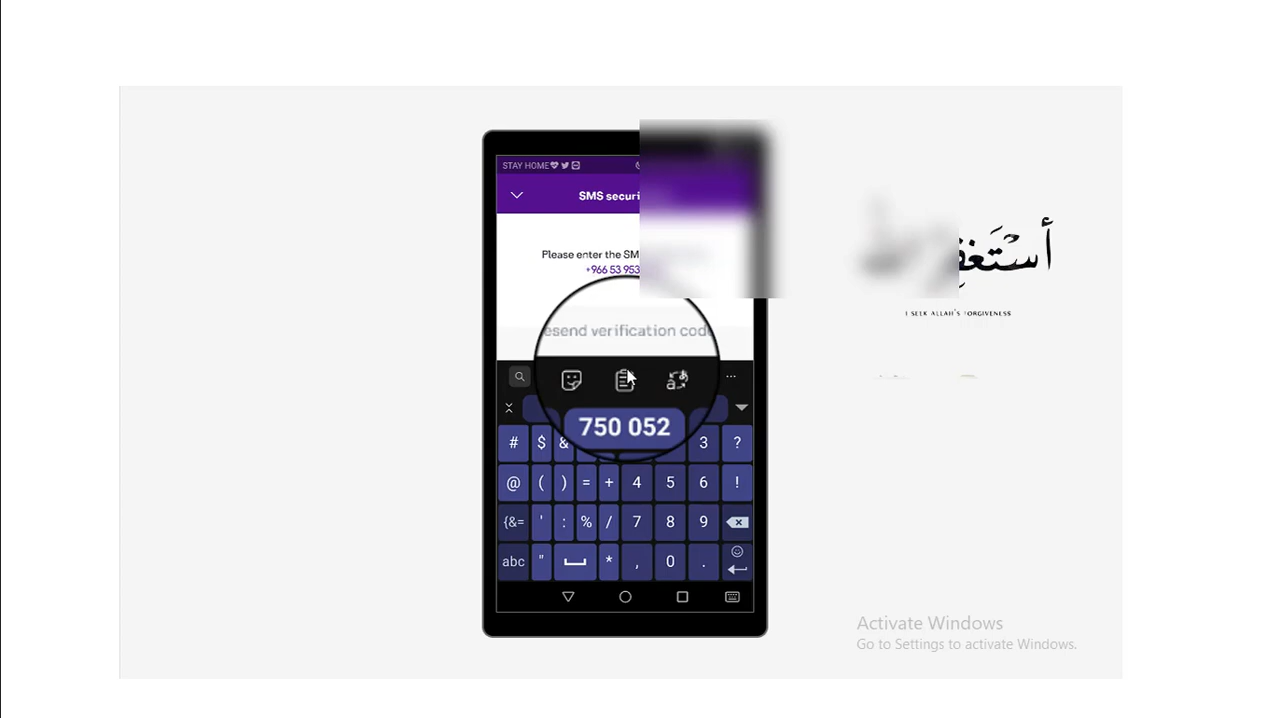 STAY HOME
SMS securi
Please enter the SM
+966 53 953
esend verification cod
750 052
# $ & 3 ?
@ ( ) = + 4 5 6 !
{&= ' : % / 7 8 9
abc " * , 0 .
I SEEK ALLAH'S FORGIVENESS
Activate Windows
Go to Settings to activate Windows.